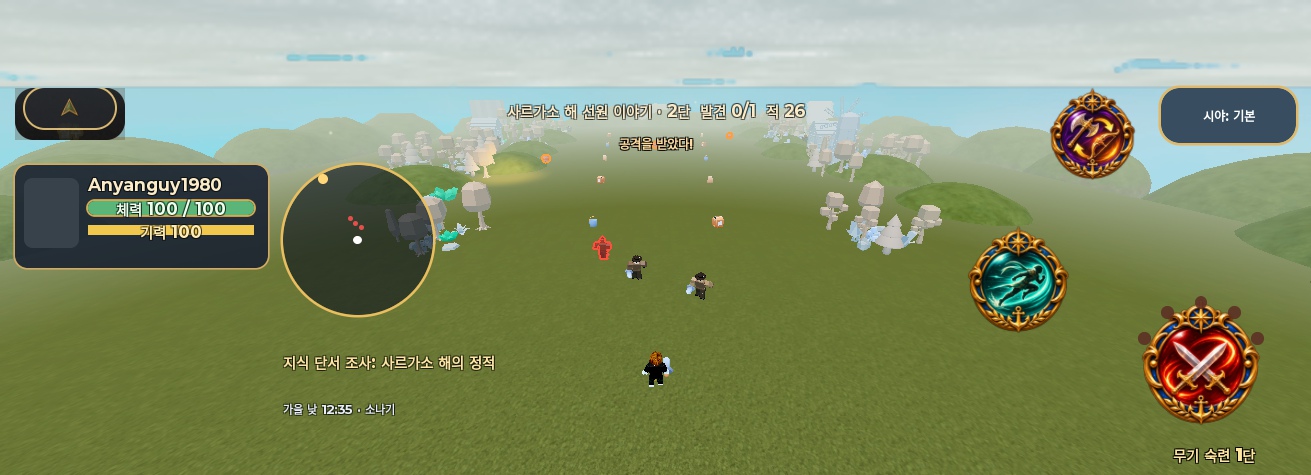 사르가소 해 선원 이야기 · 2단 발견 0/1 적 26
공격을 받았다!
시야: 기본
Anyanguy1980
체력 100 / 100
기력 100
지식 단서 조사: 사르가소 해의 정적
가을 낮 12:35 · 소나기
무기 숙련 1단